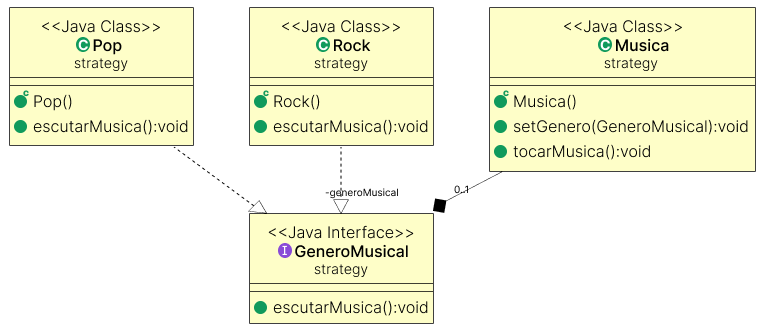 <<Java Class>>
Pop
strategy
Pop()
escutarMusica():void
<<Java Class>>
Rock
strategy
Rock()
escutarMusica():void
<<Java Class>>
Musica
strategy
Musica()
setGenero(GeneroMusical):void
tocarMusica():void
-generoMusical
0..1
<<Java Interface>>
GeneroMusical
strategy
escutarMusica():void